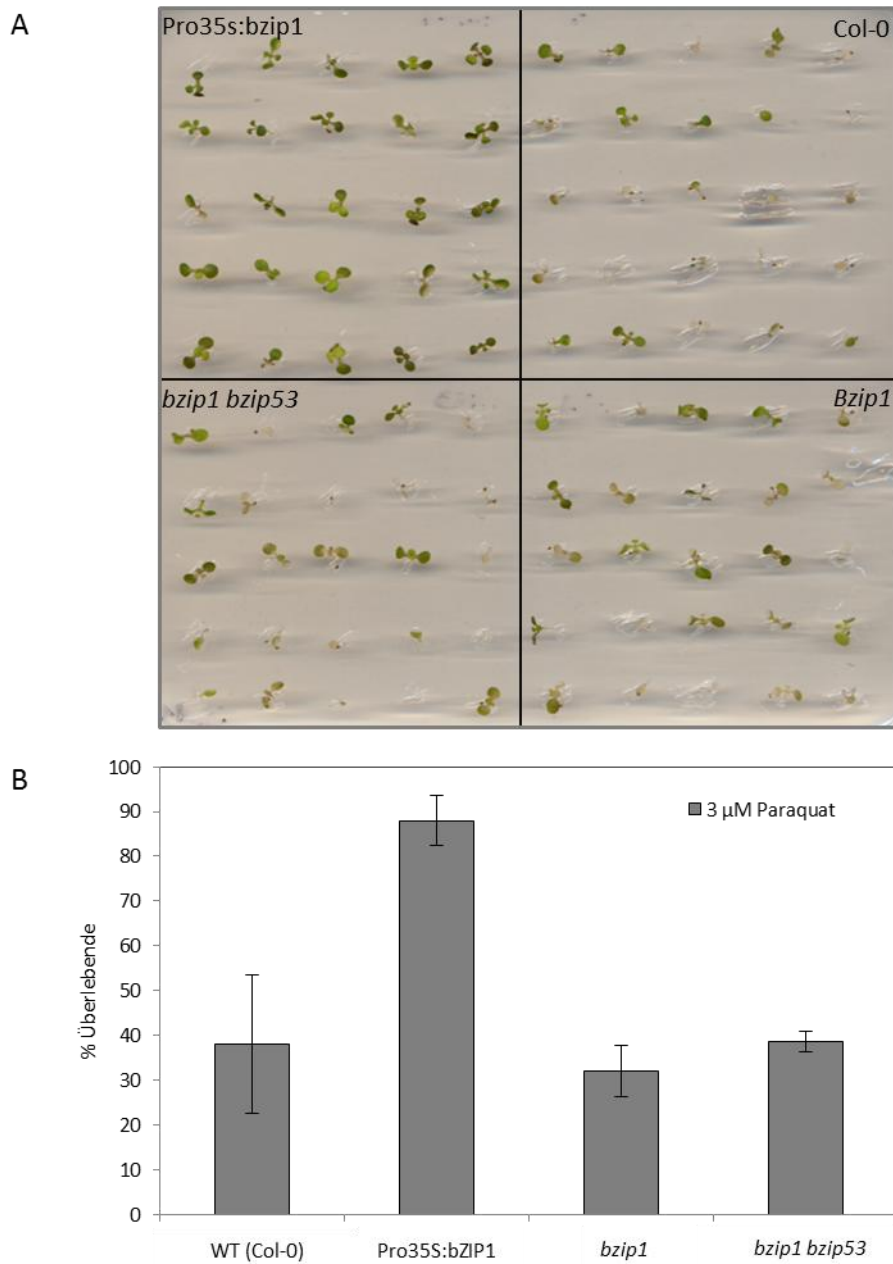 A
Pro35s:bzip1
Col-0
bzip1 bzip53
Bzip1
B
100
90
80
70
60
50
40
30
20
10
0
% Überlebende
3 µM Paraquat
WT (Col-0)
Pro35S:bZIP1
bzip1
bzip1 bzip53